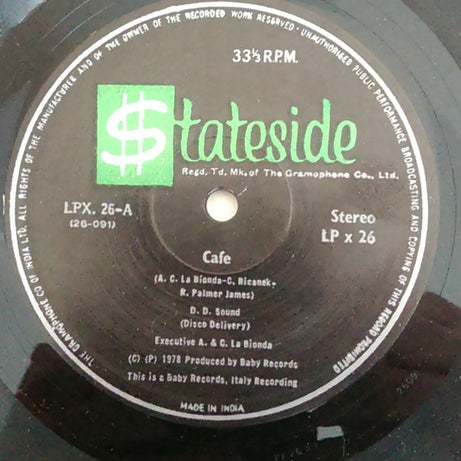 THE GRAMOPHONE CO OF INDIA LTD. ALL RIGHTS OF THE MANUFACTURER AND OF THE OWNER OF THE RECORDED WORK RESERVED · UNAUTHORISED PUBLIC PERFORMANCE BROADCASTING AND COPYING OF THIS RECORD PROHIBITED
33⅓ R.P.M.
$tateside
Regd. Td. Mk. of The Gramophone Co., Ltd.
LPX. 26-A
(26-091)
Stereo
LP x 26
Cafe
(A. C. La Bionda-C. Ricanek-
R. Palmer James)
D. D. Sound
(Disco Delivery)
Executive A. & C. La Bionda
(C) (P) 1978 Produced by Baby Records
This is a Baby Records, Italy Recording
MADE IN INDIA